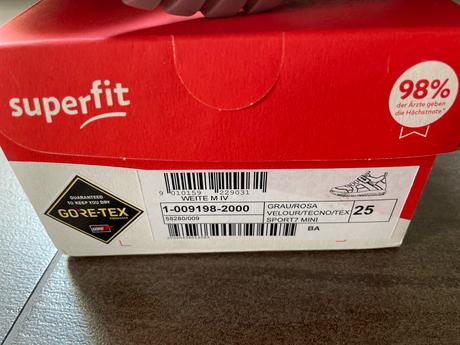 superfit
98%
der Ärzte geben
die Höchstnote*
GUARANTEED
TO KEEP YOU DRY
GORE-TEX
9 010159 229031
WEITE M IV
1-009198-2000
58280/009
GRAU/ROSA
VELOUR/TECNO/TEX
SPORT7 MINI
25
BA